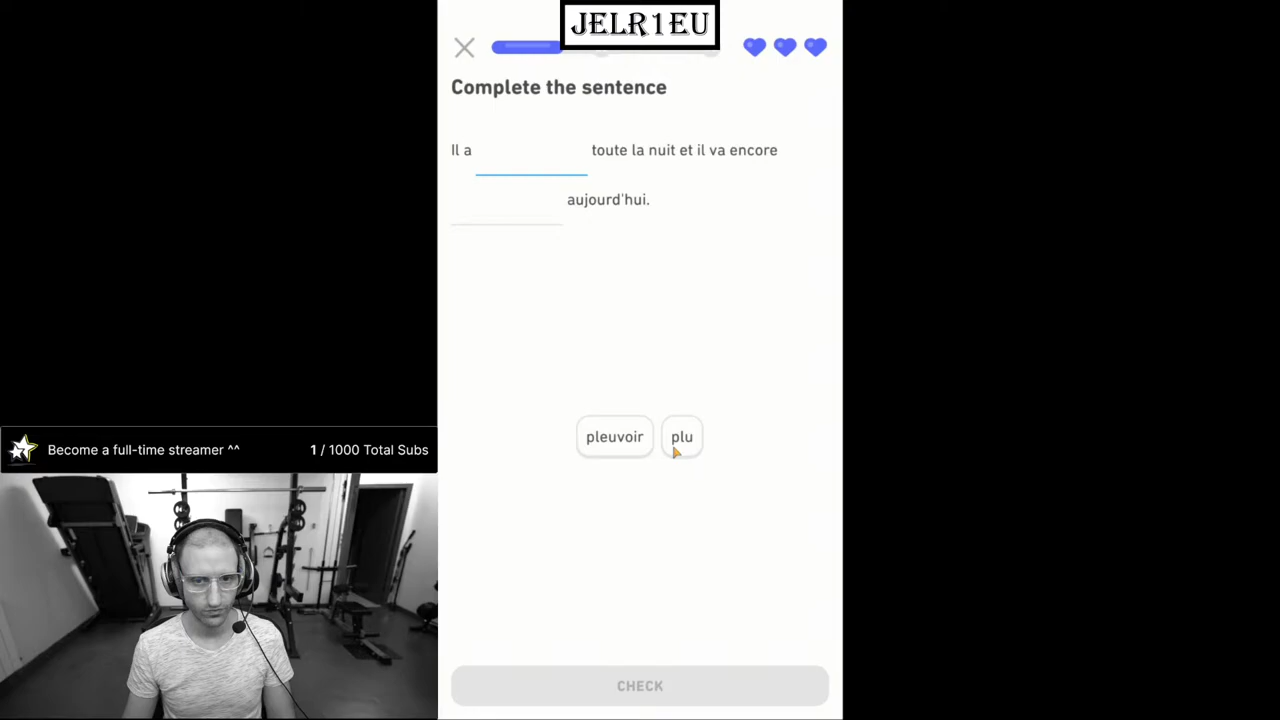 JELR1EU
Complete the sentence
Il a toute la nuit et il va encore
aujourd'hui.
pleuvoir plu
Become a full-time streamer ^^ 1 / 1000 Total Subs
CHECK